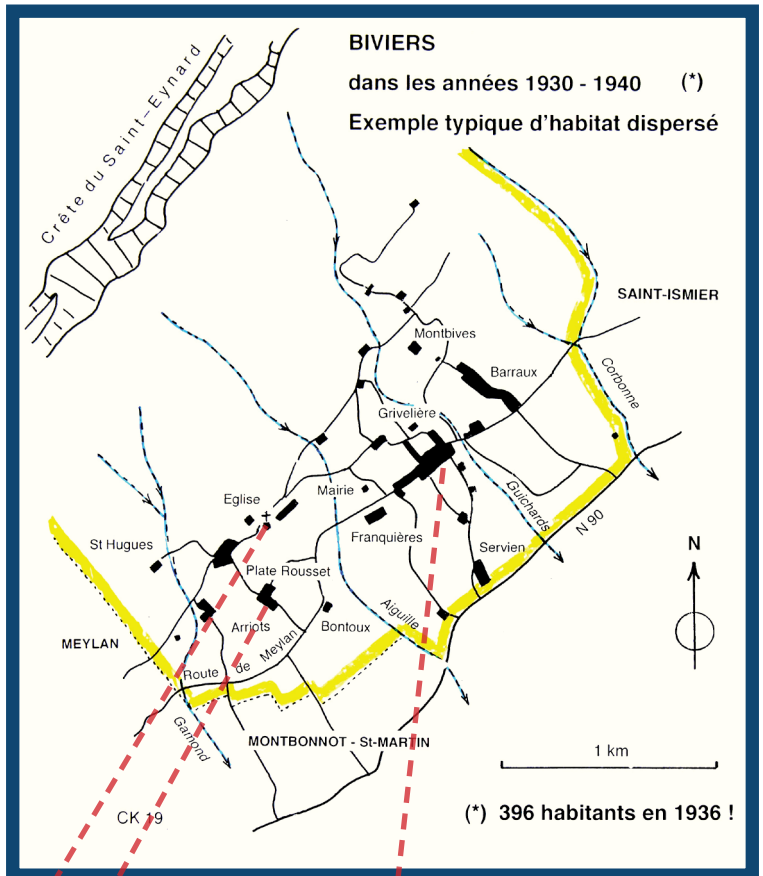 BIVIERS
dans les années 1930 - 1940 (*)
Exemple typique d'habitat dispersé
Crête du Saint-Eynard
SAINT-ISMIER
Montbives
Barraux
Corbonne
Grivelière
Mairie
Eglise
Guichards
N 90
Franquières
St Hugues
Servien
N
Plate Rousset
Aiguille
Arriots
Bontoux
MEYLAN
Route de Meylan
Gamond
MONTBONNOT - St-MARTIN
1 km
CK 19
(*) 396 habitants en 1936 !